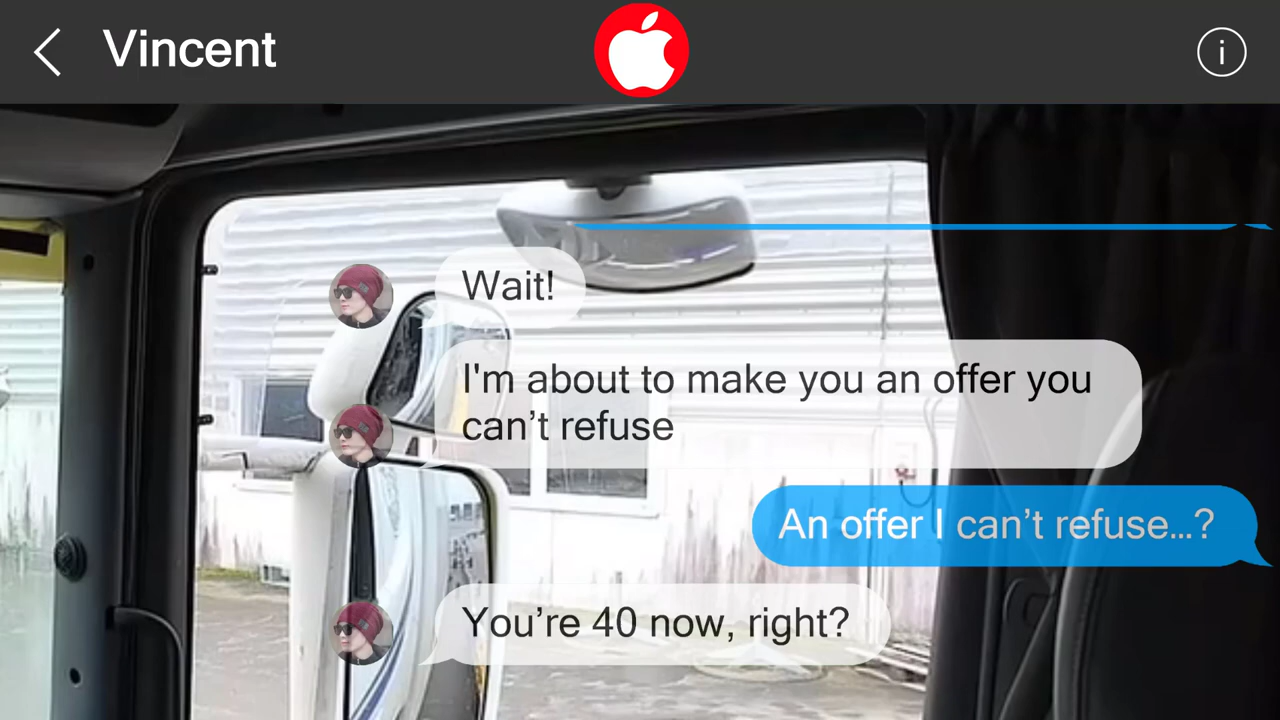 Vincent
i
Wait!
I'm about to make you an offer you
can’t refuse
An offer I can’t refuse...?
You’re 40 now, right?